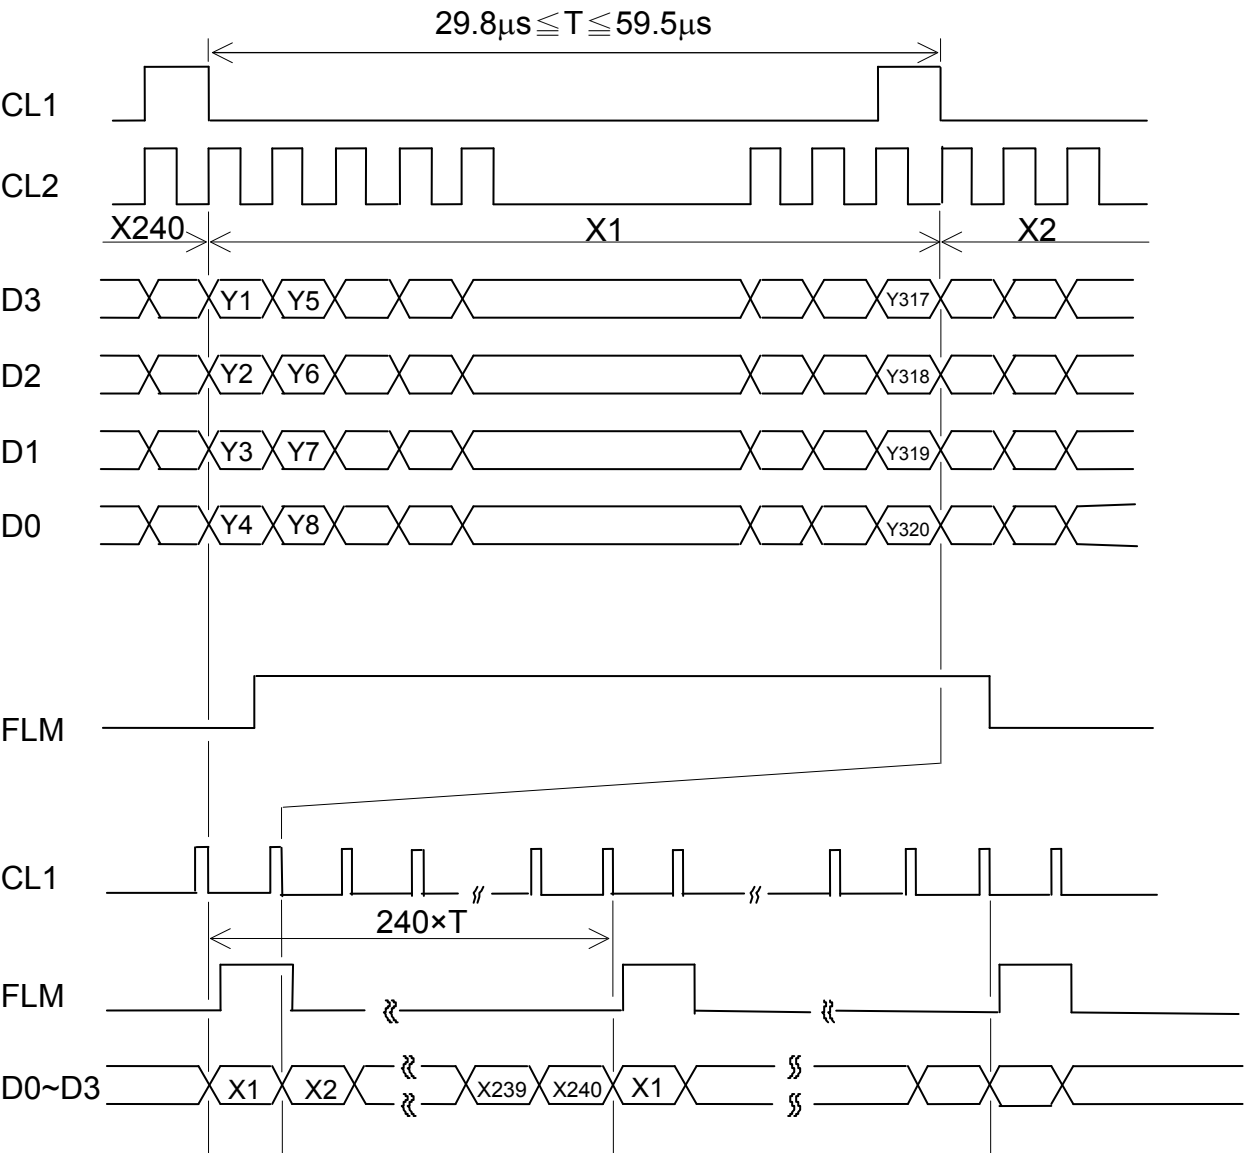 29.8μs≦T≦59.5μs
CL1
CL2
X240 X1 X2
D3 Y1 Y5 Y317
D2 Y2 Y6 Y318
D1 Y3 Y7 Y319
D0 Y4 Y8 Y320
FLM
CL1
240×T
FLM
D0~D3 X1 X2 X239 X240 X1